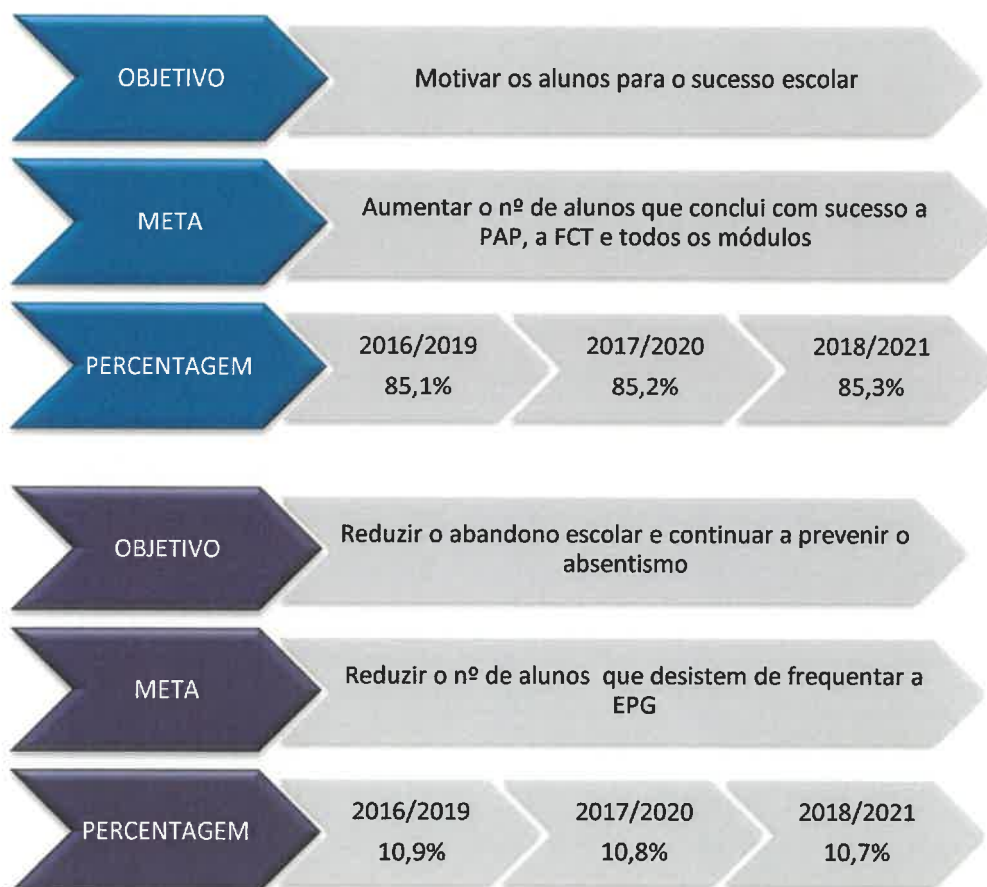 OBJETIVO
Motivar os alunos para o sucesso escolar
META
Aumentar o nº de alunos que conclui com sucesso a
PAP, a FCT e todos os módulos
PERCENTAGEM
2016/2019
85,1%
2017/2020
85,2%
2018/2021
85,3%
OBJETIVO
Reduzir o abandono escolar e continuar a prevenir o
absentismo
META
Reduzir o nº de alunos que desistem de frequentar a
EPG
PERCENTAGEM
2016/2019
10,9%
2017/2020
10,8%
2018/2021
10,7%